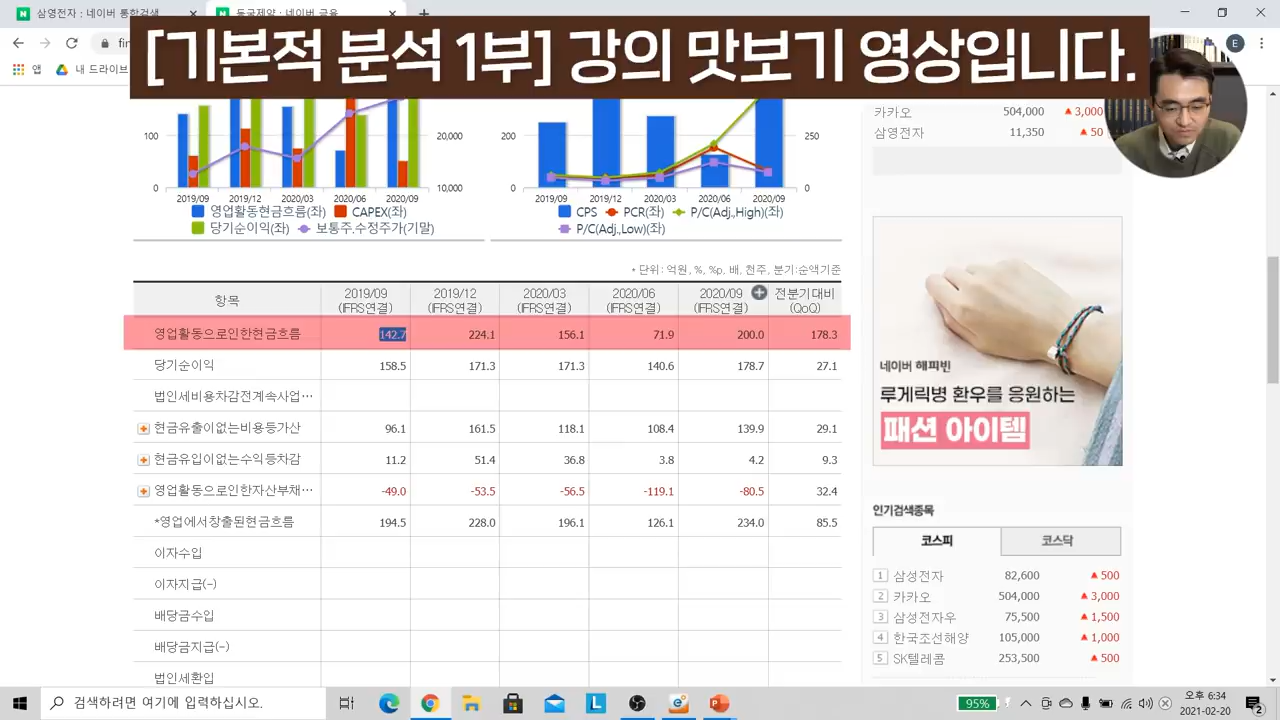 삼영전자 : 네이버 통합검색
동국제약 : 네이버 금융
[기본적 분석 1부] 강의 맛보기 영상입니다.
E
앱
내 드라이브
카카오 504,000 ▲3,000
삼영전자 11,350 ▲50
100 20,000
0 10,000
2019/09 2019/12 2020/03 2020/06 2020/09
영업활동현금흐름(좌) CAPEX(좌)
당기순이익(좌) 보통주.수정주가(기말)
200 250
0 0
2019/09 2019/12 2020/03 2020/06 2020/09
CPS PCR(좌) P/C(Adj.,High)(좌)
P/C(Adj.,Low)(좌)
* 단위: 억원, %, %p, 배, 천주, 분기:순액기준
항목 2019/09 2019/12 2020/03 2020/06 2020/09 전분기대비
(IFRS연결) (IFRS연결) (IFRS연결) (IFRS연결) (IFRS연결) (QoQ)
영업활동으로인한현금흐름 142.7 224.1 156.1 71.9 200.0 178.3
당기순이익 158.5 171.3 171.3 140.6 178.7 27.1
법인세비용차감전계속사업…
현금유출이없는비용등가산 96.1 161.5 118.1 108.4 139.9 29.1
현금유입이없는수익등차감 11.2 51.4 36.8 3.8 4.2 9.3
영업활동으로인한자산부채… -49.0 -53.5 -56.5 -119.1 -80.5 32.4
*영업에서창출된현금흐름 194.5 228.0 196.1 126.1 234.0 85.5
이자수입
이자지급(-)
배당금수입
배당금지급(-)
법인세환입
네이버 해피빈
루게릭병 환우를 응원하는
패션 아이템
인기검색종목
코스피 코스닥
1 삼성전자 82,600 ▲500
2 카카오 504,000 ▲3,000
3 삼성전자우 75,500 ▲1,500
4 한국조선해양 105,000 ▲1,000
5 SK텔레콤 253,500 ▲500
검색하려면 여기에 입력하십시오.
95%
오후 6:34
2021-02-20
2